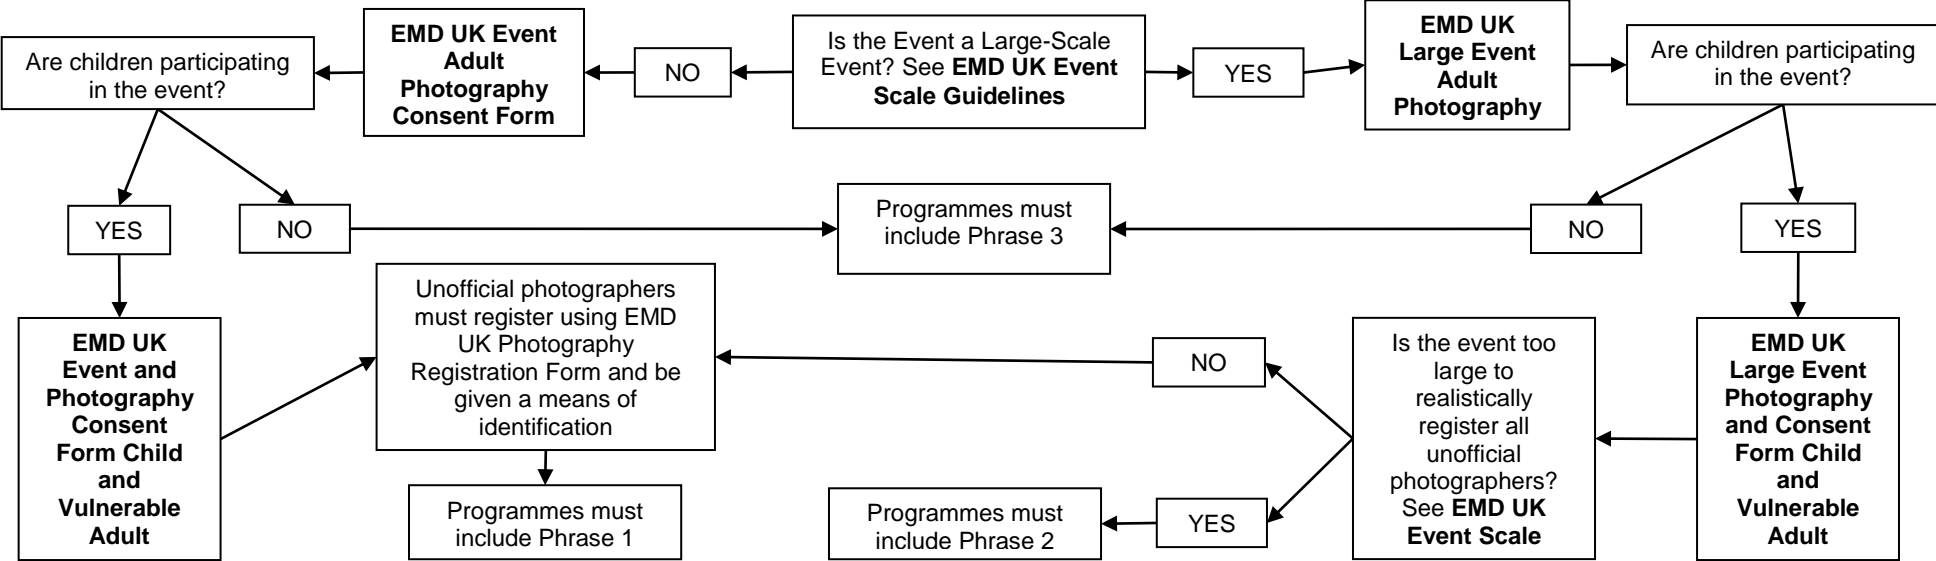 Are children participating
in the event?
EMD UK Event
Adult
Photography
Consent Form
NO
Is the Event a Large-Scale
Event? See EMD UK Event
Scale Guidelines
YES
EMD UK
Large Event
Adult
Photography
Are children participating
in the event?
YES
NO
Programmes must
include Phrase 3
NO
YES
EMD UK
Event and
Photography
Consent
Form Child
and
Vulnerable
Adult
Unofficial photographers
must register using EMD
UK Photography
Registration Form and be
given a means of
identification
Programmes must
include Phrase 1
NO
Programmes must
include Phrase 2
YES
Is the event too
large to
realistically
register all
unofficial
photographers?
See EMD UK
Event Scale
EMD UK
Large Event
Photography
and Consent
Form Child
and
Vulnerable
Adult